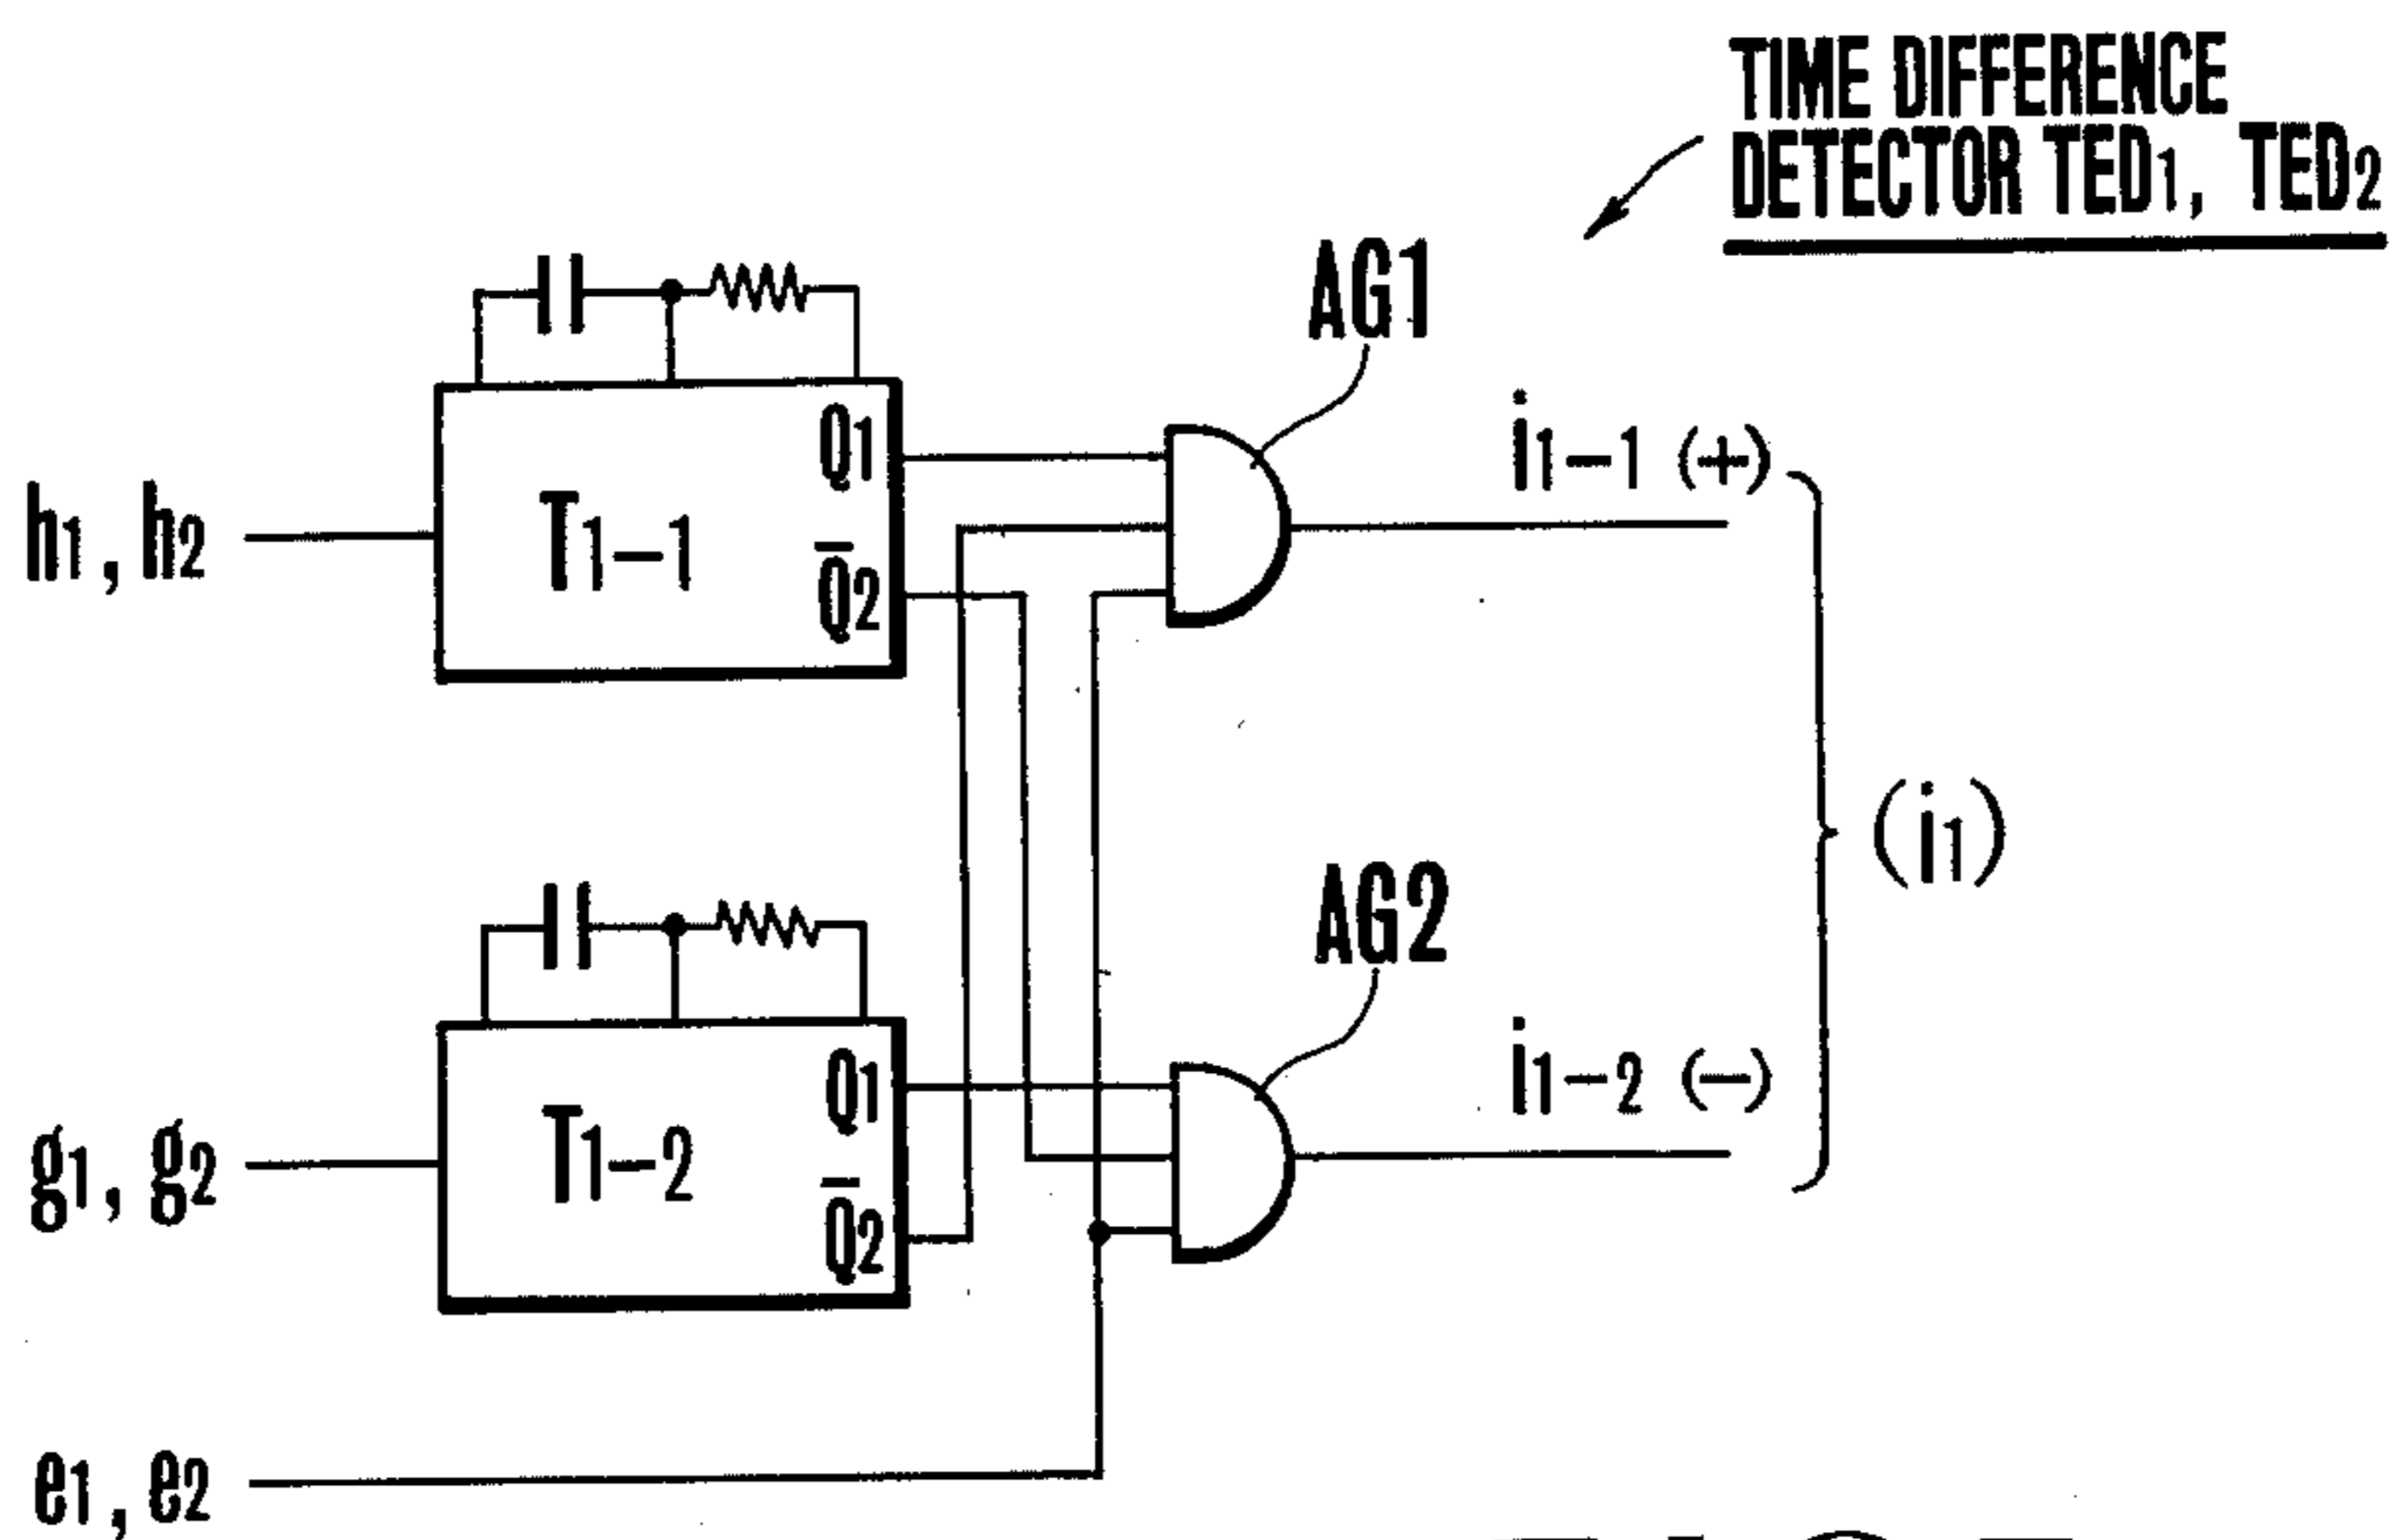 TIME DIFFERENCE
DETECTOR TED1, TED2
AG1
i1-1 (+)
Q1
h1, h2
T1-1
Q̅2
(i1)
AG2
i1-2 (-)
Q1
g1, g2
T1-2
Q̅2
e1, e2